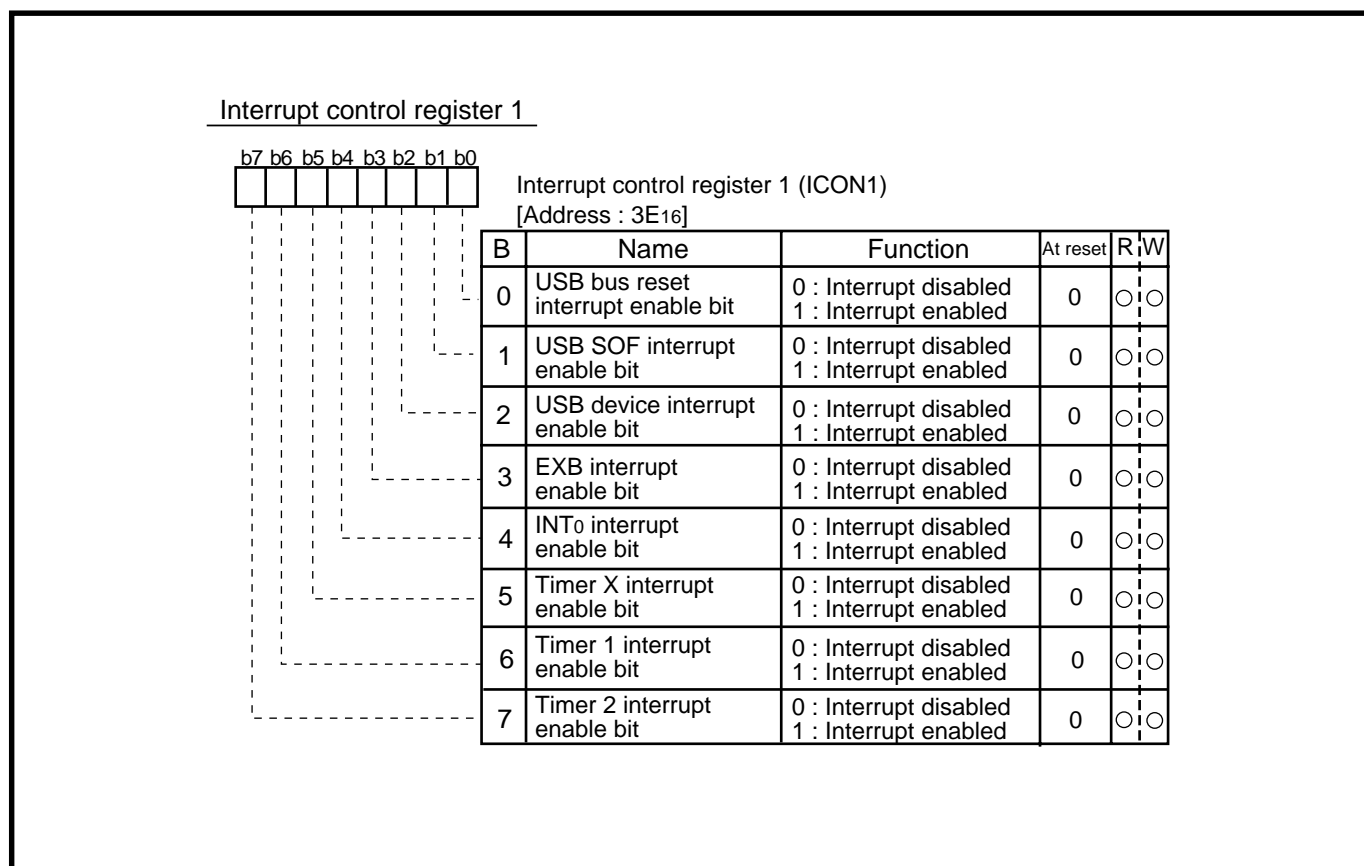 Interrupt control register 1
b7 b6 b5 b4 b3 b2 b1 b0
Interrupt control register 1 (ICON1)
[Address : 3E16]
B Name Function At reset R W
0 USB bus reset interrupt enable bit 0 : Interrupt disabled 1 : Interrupt enabled 0 ○ ○
1 USB SOF interrupt enable bit 0 : Interrupt disabled 1 : Interrupt enabled 0 ○ ○
2 USB device interrupt enable bit 0 : Interrupt disabled 1 : Interrupt enabled 0 ○ ○
3 EXB interrupt enable bit 0 : Interrupt disabled 1 : Interrupt enabled 0 ○ ○
4 INT0 interrupt enable bit 0 : Interrupt disabled 1 : Interrupt enabled 0 ○ ○
5 Timer X interrupt enable bit 0 : Interrupt disabled 1 : Interrupt enabled 0 ○ ○
6 Timer 1 interrupt enable bit 0 : Interrupt disabled 1 : Interrupt enabled 0 ○ ○
7 Timer 2 interrupt enable bit 0 : Interrupt disabled 1 : Interrupt enabled 0 ○ ○